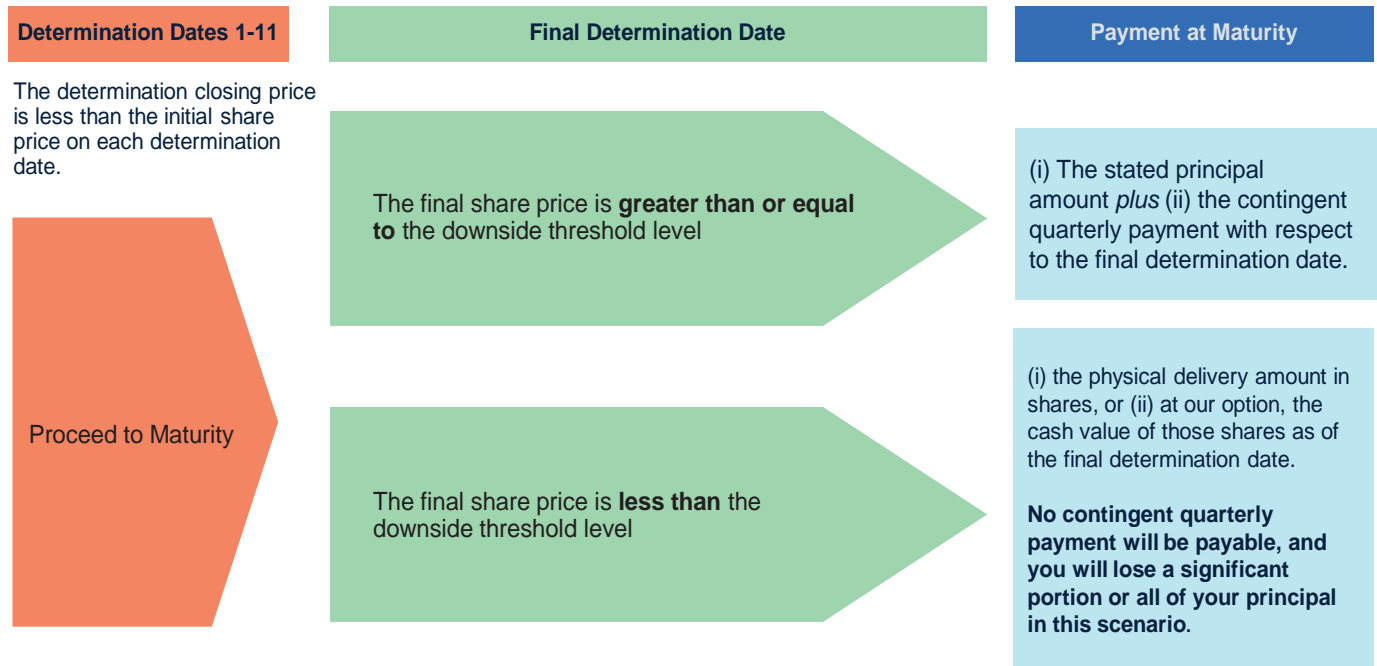 Determination Dates 1-11
Final Determination Date
Payment at Maturity
The determination closing price
is less than the initial share
price on each determination
date.
Proceed to Maturity
The final share price is greater than or equal
to the downside threshold level
(i) The stated principal
amount plus (ii) the contingent
quarterly payment with respect
to the final determination date.
The final share price is less than the
downside threshold level
(i) the physical delivery amount in
shares, or (ii) at our option, the
cash value of those shares as of
the final determination date.
No contingent quarterly
payment will be payable, and
you will lose a significant
portion or all of your principal
in this scenario.